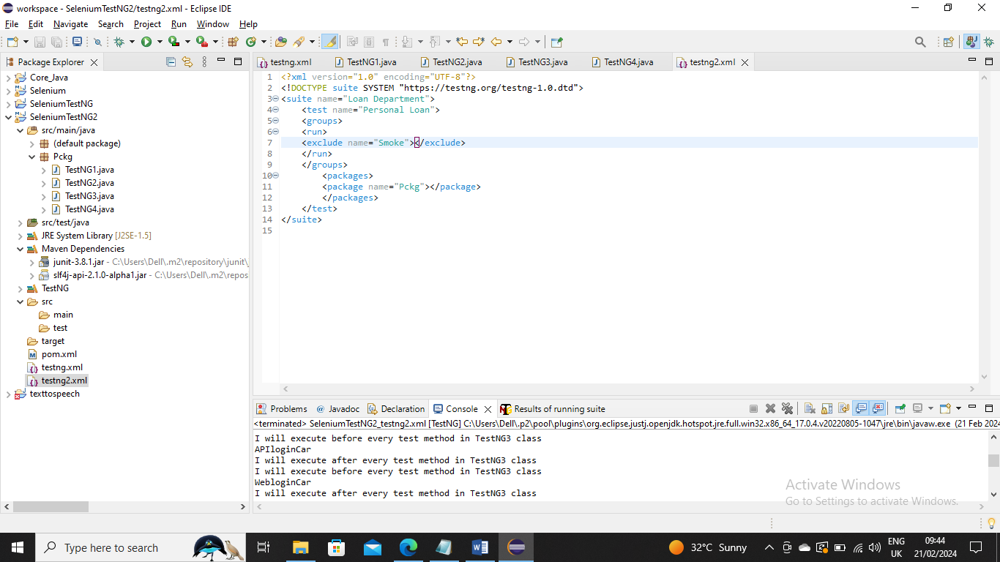 workspace - SeleniumTestNG2/testng2.xml - Eclipse IDE
File Edit Navigate Search Project Run Window Help
Package Explorer
testng.xml TestNG1.java TestNG2.java TestNG3.java TestNG4.java testng2.xml
Core_Java
Selenium
SeleniumTestNG
SeleniumTestNG2
src/main/java
(default package)
Pckg
TestNG1.java
TestNG2.java
TestNG3.java
TestNG4.java
src/test/java
JRE System Library [J2SE-1.5]
Maven Dependencies
junit-3.8.1.jar - C:\Users\Dell\.m2\repository\junit\
slf4j-api-2.1.0-alpha1.jar - C:\Users\Dell\.m2\repos
TestNG
src
main
test
target
pom.xml
testng.xml
testng2.xml
texttospeech
1 <?xml version="1.0" encoding="UTF-8"?>
2 <!DOCTYPE suite SYSTEM "https://testng.org/testng-1.0.dtd">
3 <suite name="Loan Department">
4 <test name="Personal Loan">
5 <groups>
6 <run>
7 <exclude name="Smoke"></exclude>
8 </run>
9 </groups>
10 <packages>
11 <package name="Pckg"></package>
12 </packages>
13 </test>
14 </suite>
15
Problems @ Javadoc Declaration Console Results of running suite
<terminated> SeleniumTestNG2_testng2.xml [TestNG] C:\Users\Dell\.p2\pool\plugins\org.eclipse.justj.openjdk.hotspot.jre.full.win32.x86_64_17.0.4.v20220805-1047\jre\bin\javaw.exe (21 Feb 2024
I will execute before every test method in TestNG3 class
APIloginCar
I will execute after every test method in TestNG3 class
I will execute before every test method in TestNG3 class
WebloginCar
I will execute after every test method in TestNG3 class
Activate Windows
Go to Settings to activate Windows.
Type here to search
32°C Sunny
ENG
UK
09:44
21/02/2024